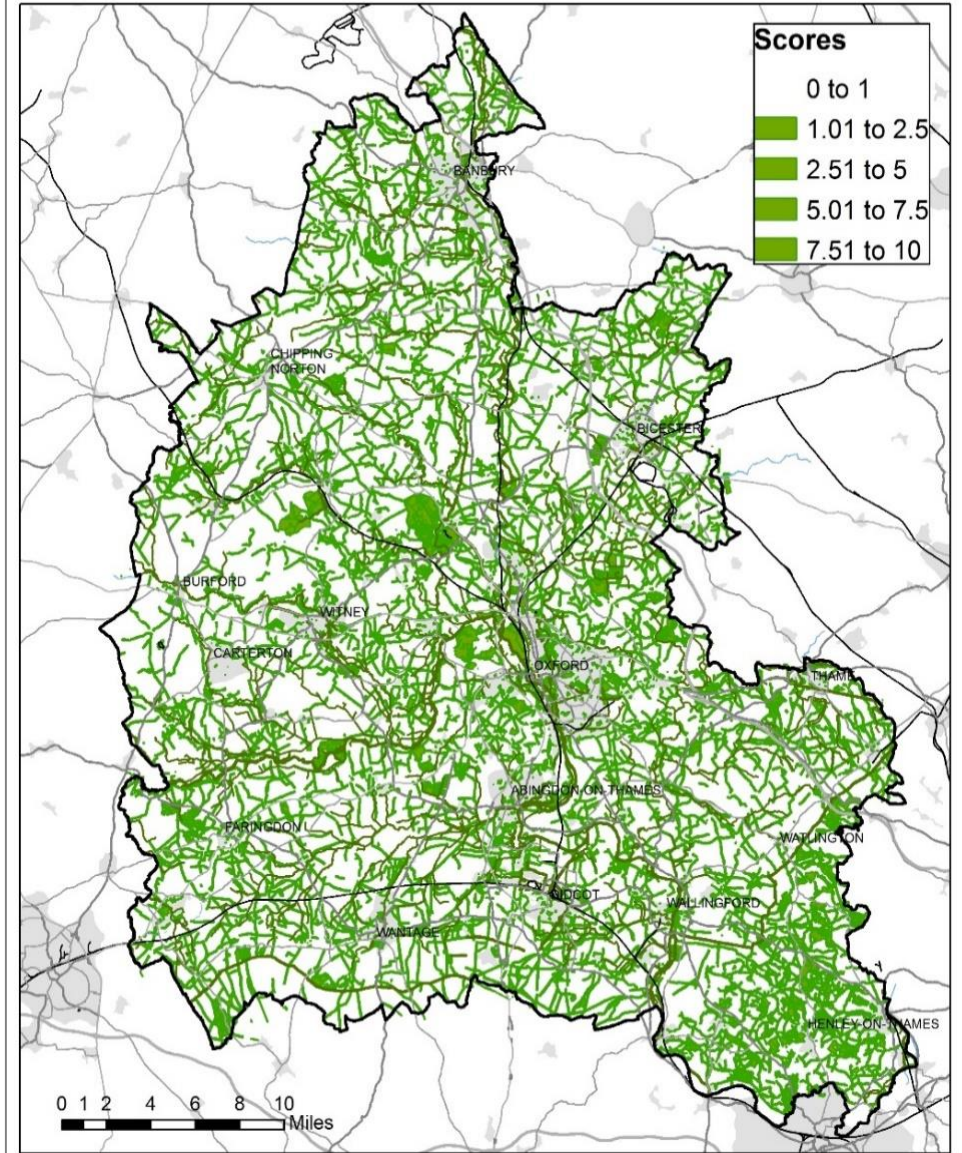 Scores
0 to 1
1.01 to 2.5
2.51 to 5
5.01 to 7.5
7.51 to 10
BANBURY
CHIPPING
NORTON
BICESTER
BURFORD
WITNEY
CARTERTON
OXFORD
THAME
ABINGDON-ON-THAMES
FARINGDON
WATLINGTON
DIDCOT
WALLINGFORD
WANTAGE
HENLEY-ON-THAMES
0 1 2 4 6 8 10
Miles